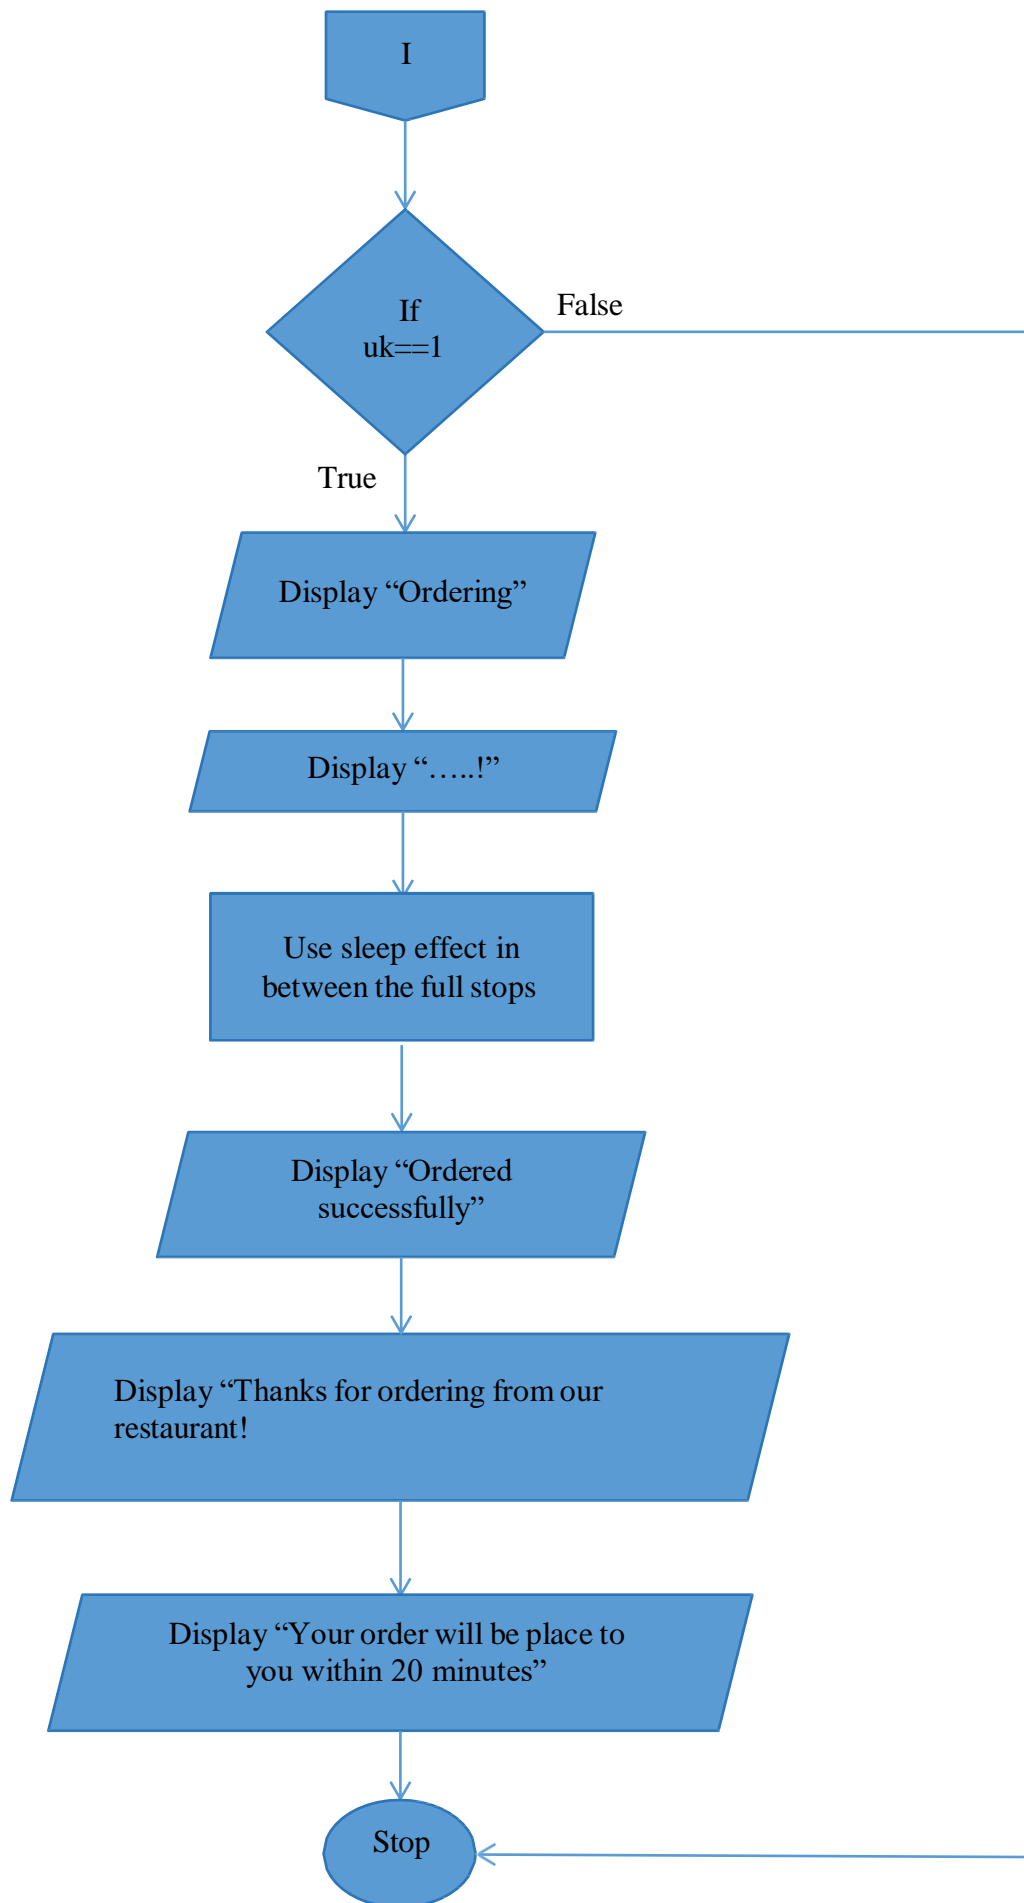 I
If
uk==1
False
True
Display “Ordering”
Display “…..!”
Use sleep effect in
between the full stops
Display “Ordered
successfully”
Display “Thanks for ordering from our
restaurant!
Display “Your order will be place to
you within 20 minutes”
Stop